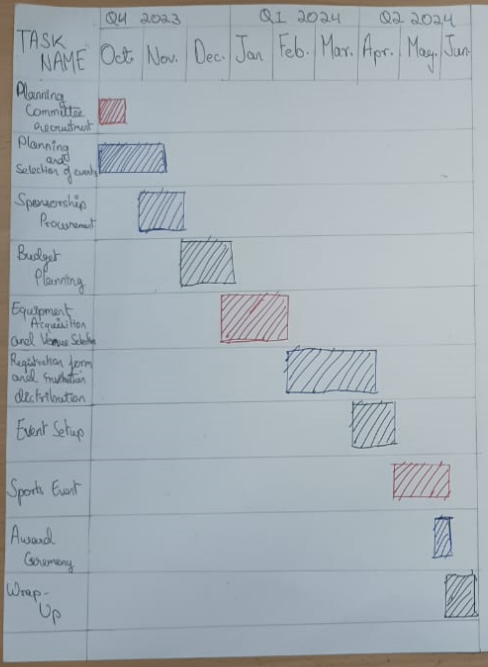 Q4 2023 Q1 2024 Q2 2024
TASK
NAME
Oct. Nov. Dec. Jan Feb. Mar. Apr. May. Jun.
Planning
Committee
Recruitment
Planning
and
Selection of events
Sponsorship
Procurement
Budget
Planning
Equipment
Acquisition
and Venue
Registration form
and
distribution
Event Setup
Sports Event
Award
Ceremony
Wrap-
Up